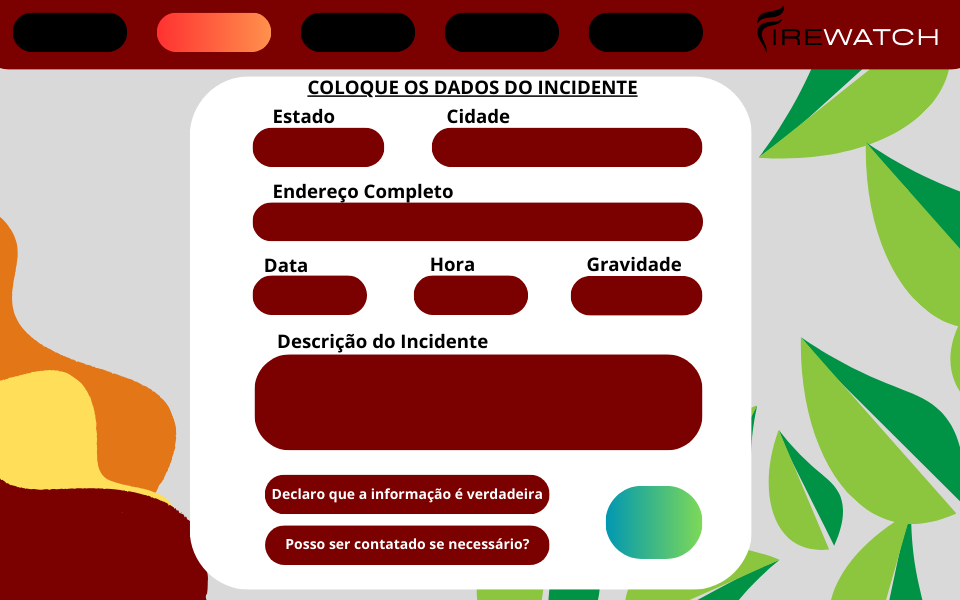 FIREWATCH
COLOQUE OS DADOS DO INCIDENTE
Estado Cidade
Endereço Completo
Data Hora Gravidade
Descrição do Incidente
Declaro que a informação é verdadeira
Posso ser contatado se necessário?